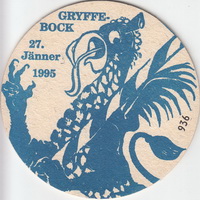 GRYFFE-
BOCK
27.
Jänner
1995
936